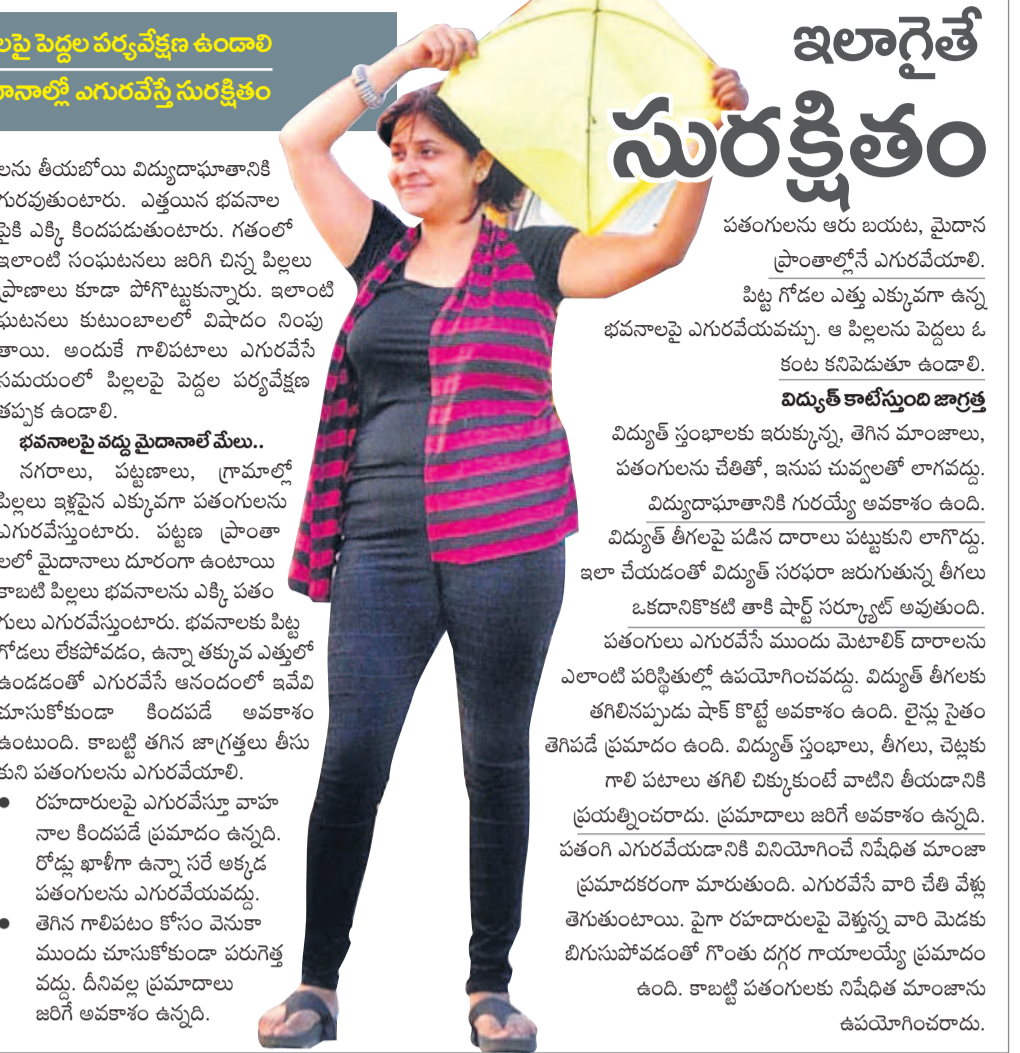 లపై పెద్దల పర్యవేక్షణ ఉండాలి
నాల్లో ఎగురవేస్తే సురక్షితం
లను తీయబోయి విద్యుదాఘాతానికి
గురవుతుంటారు. ఎత్తయిన భవనాల
పైకి ఎక్కి కిందపడుతుంటారు. గతంలో
ఇలాంటి సంఘటనలు జరిగి చిన్న పిల్లలు
ప్రాణాలు కూడా పోగొట్టుకున్నారు. ఇలాంటి
ఘటనలు కుటుంబాలలో విషాదం నింపు
తాయి. అందుకే గాలిపటాలు ఎగురవేసే
సమయంలో పిల్లలపై పెద్దల పర్యవేక్షణ
తప్పక ఉండాలి.
భవనాలపై వద్దు మైదానాలే మేలు..
నగరాలు, పట్టణాలు, గ్రామాల్లో
పిల్లలు ఇళ్లపైన ఎక్కువగా పతంగులను
ఎగురవేస్తుంటారు. పట్టణ ప్రాంతా
లలో మైదానాలు దూరంగా ఉంటాయి
కాబటి పిల్లలు భవనాలను ఎక్కి పతం
గులు ఎగురవేస్తుంటారు. భవనాలకు పిట్ట
గోడలు లేకపోవడం, ఉన్నా తక్కువ ఎత్తులో
ఉండడంతో ఎగురవేసే ఆనందంలో ఇవేవి
చూసుకోకుండా కిందపడే అవకాశం
ఉంటుంది. కాబట్టి తగిన జాగ్రత్తలు తీసు
కుని పతంగులను ఎగురవేయాలి.
• రహదారులపై ఎగురవేస్తూ వాహ
నాల కిందపడే ప్రమాదం ఉన్నది.
రోడ్లు ఖాళీగా ఉన్నా సరే అక్కడ
పతంగులను ఎగురవేయవద్దు.
• తెగిన గాలిపటం కోసం వెనుకా
ముందు చూసుకోకుండా పరుగెత్త
వద్దు. దీనివల్ల ప్రమాదాలు
జరిగే అవకాశం ఉన్నది.
ఇలాగైతే
సురక్షితం
పతంగులను ఆరు బయట, మైదాన
ప్రాంతాల్లోనే ఎగురవేయాలి.
పిట్ట గోడల ఎత్తు ఎక్కువగా ఉన్న
భవనాలపై ఎగురవేయవచ్చు. ఆ పిల్లలను పెద్దలు ఓ
కంట కనిపెడుతూ ఉండాలి.
విద్యుత్ కాటేస్తుంది జాగ్రత్త
విద్యుత్ స్తంభాలకు ఇరుక్కున్న, తెగిన మాంజాలు,
పతంగులను చేతితో, ఇనుప చువ్వలతో లాగవద్దు.
విద్యుదాఘాతానికి గురయ్యే అవకాశం ఉంది.
విద్యుత్ తీగలపై పడిన దారాలు పట్టుకుని లాగొద్దు.
ఇలా చేయడంతో విద్యుత్ సరఫరా జరుగుతున్న తీగలు
ఒకదానికొకటి తాకి షార్ట్ సర్క్యూట్ అవుతుంది.
పతంగులు ఎగురవేసే ముందు మెటాలిక్ దారాలను
ఎలాంటి పరిస్థితుల్లో ఉపయోగించవద్దు. విద్యుత్ తీగలకు
తగిలినప్పుడు షాక్ కొట్టే అవకాశం ఉంది. లైన్లు సైతం
తెగిపడే ప్రమాదం ఉంది. విద్యుత్ స్తంభాలు, తీగలు, చెట్లకు
గాలి పటాలు తగిలి చిక్కుకుంటే వాటిని తీయడానికి
ప్రయత్నించరాదు. ప్రమాదాలు జరిగే అవకాశం ఉన్నది.
పతంగి ఎగురవేయడానికి వినియోగించే నిషేధిత మాంజా
ప్రమాదకరంగా మారుతుంది. ఎగురవేసే వారి చేతి వేళ్లు
తెగుతుంటాయి. పైగా రహదారులపై వెళ్తున్న వారి మెడకు
బిగుసుపోవడంతో గొంతు దగ్గర గాయాలయ్యే ప్రమాదం
ఉంది. కాబట్టి పతంగులకు నిషేధిత మాంజాను
ఉపయోగించరాదు.